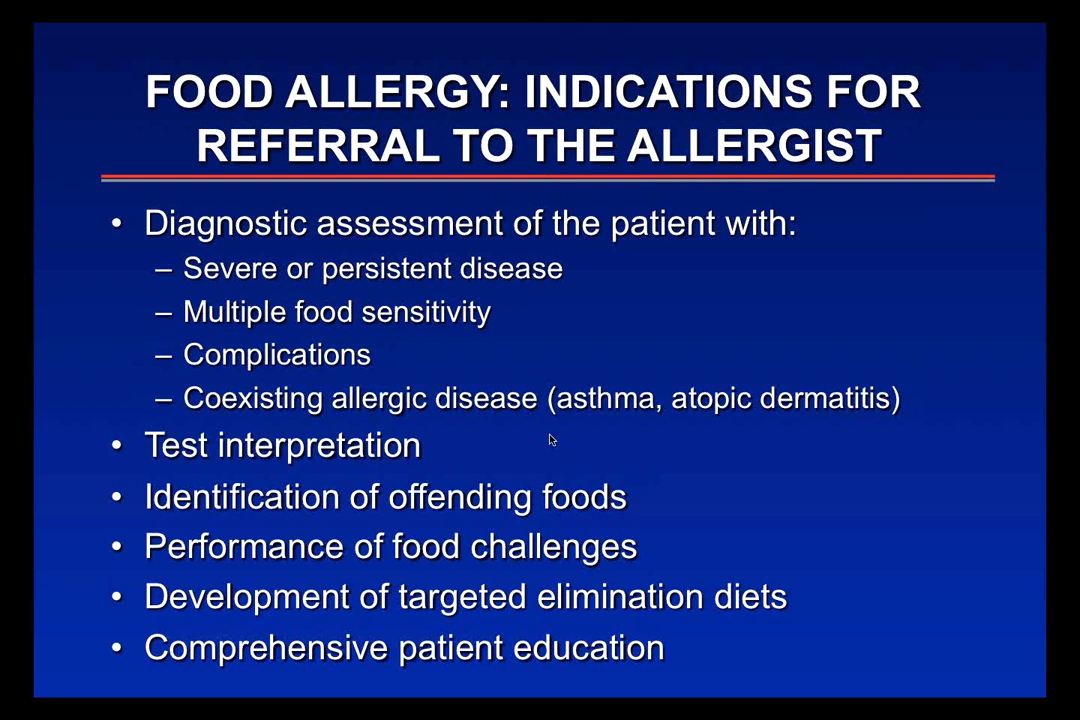 FOOD ALLERGY: INDICATIONS FOR
REFERRAL TO THE ALLERGIST
• Diagnostic assessment of the patient with:
– Severe or persistent disease
– Multiple food sensitivity
– Complications
– Coexisting allergic disease (asthma, atopic dermatitis)
• Test interpretation
• Identification of offending foods
• Performance of food challenges
• Development of targeted elimination diets
• Comprehensive patient education